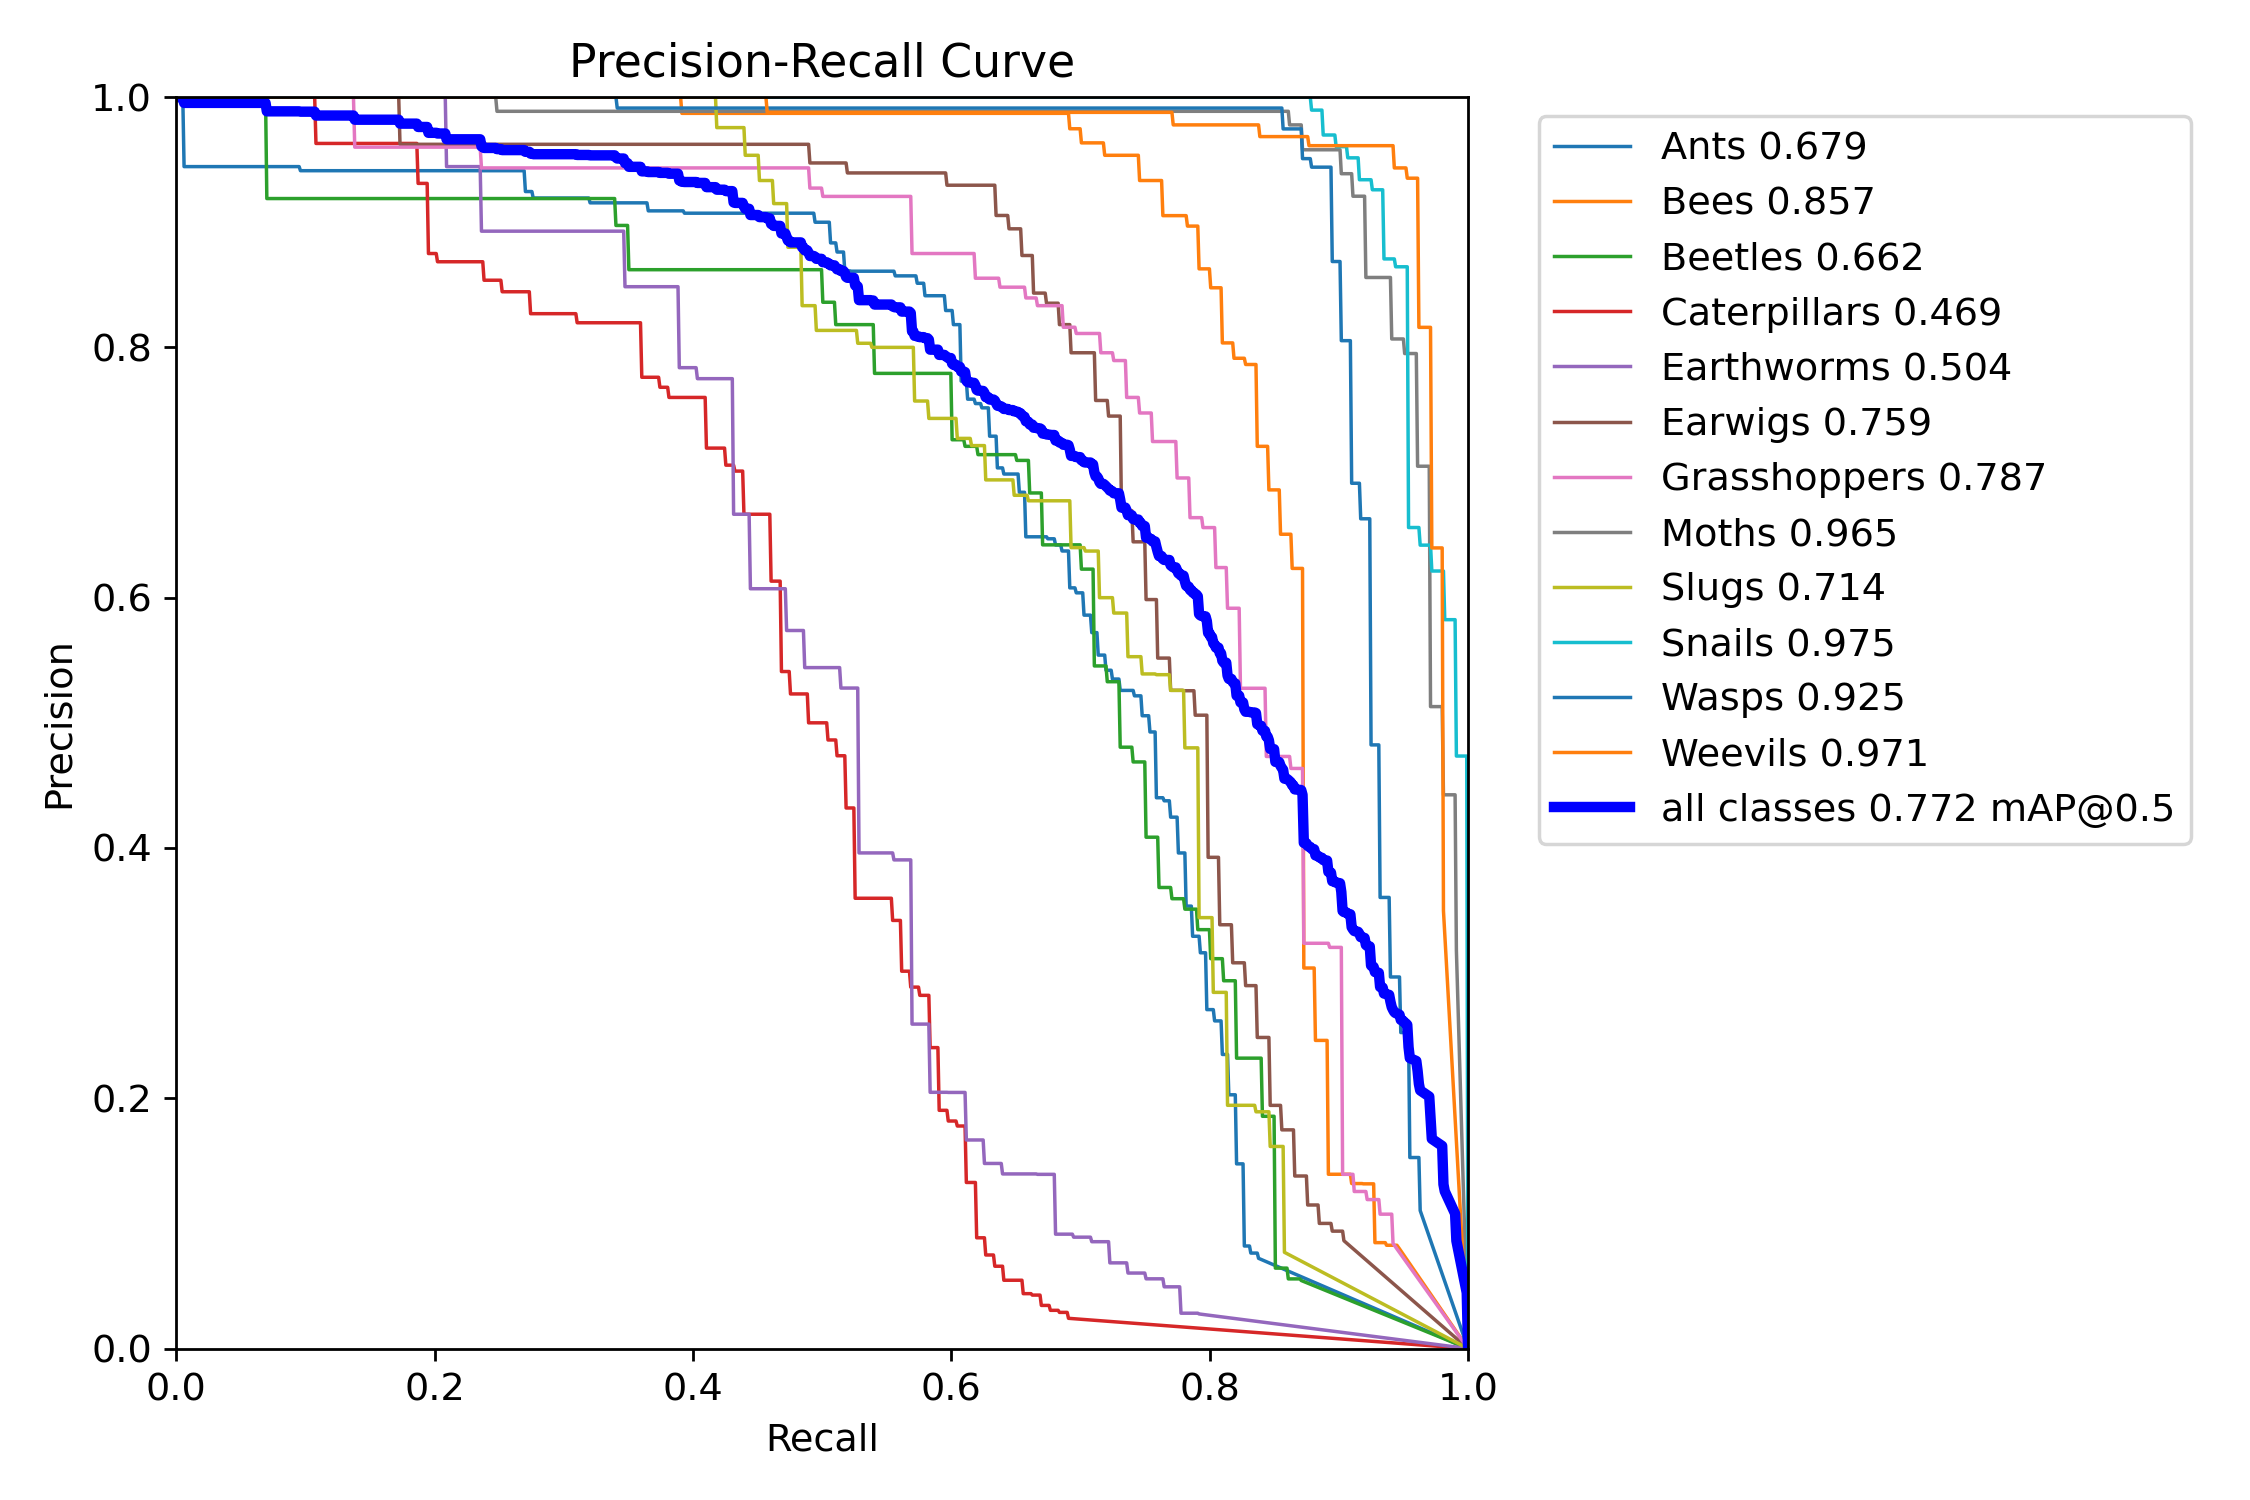 Precision-Recall Curve
1.0
0.8
0.6
0.4
0.2
0.0
Precision
0.0 0.2 0.4 0.6 0.8 1.0
Recall
Ants 0.679
Bees 0.857
Beetles 0.662
Caterpillars 0.469
Earthworms 0.504
Earwigs 0.759
Grasshoppers 0.787
Moths 0.965
Slugs 0.714
Snails 0.975
Wasps 0.925
Weevils 0.971
all classes 0.772 mAP@0.5